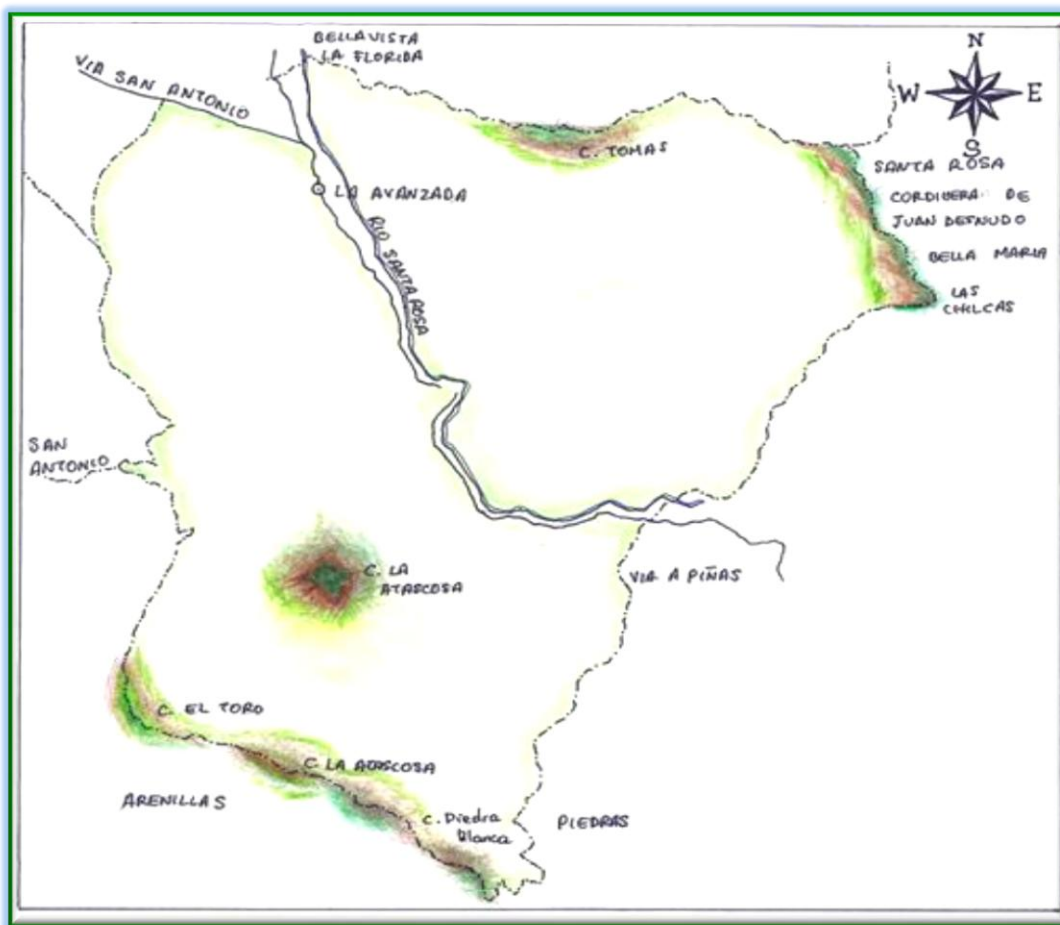 BELLAVISTA
LA FLORIDA
VIA SAN ANTONIO
N
W
E
S
C. TOMAS
SANTA ROSA
CORDILLERA DE
JUAN DESNUDO
LA AVANZADA
RIO SANTA ROSA
BELLA MARIA
LAS
CHILCAS
SAN
ANTONIO
C. LA
ATASCOSA
VIA A PIÑAS
C. EL TORO
C. LA ATASCOSA
ARENILLAS
C. Piedra
Blanca
PIEDRAS